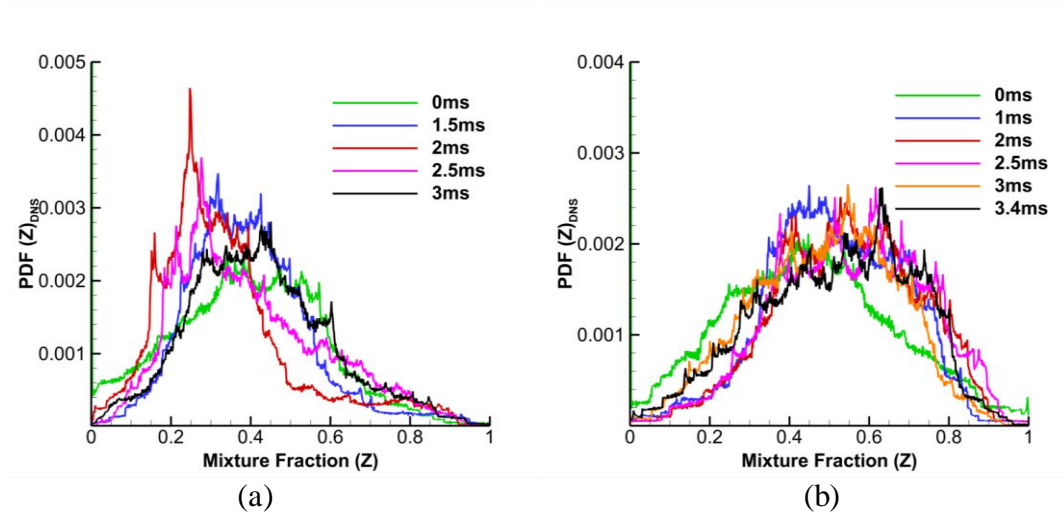 0.005
0.004
0.003
0.002
0.001
PDF (Z)DNS
0 0.2 0.4 0.6 0.8 1
Mixture Fraction (Z)
0ms
1.5ms
2ms
2.5ms
3ms
(a)
0.004
0.003
0.002
0.001
PDF (Z)DNS
0 0.2 0.4 0.6 0.8 1
Mixture Fraction (Z)
0ms
1ms
2ms
2.5ms
3ms
3.4ms
(b)